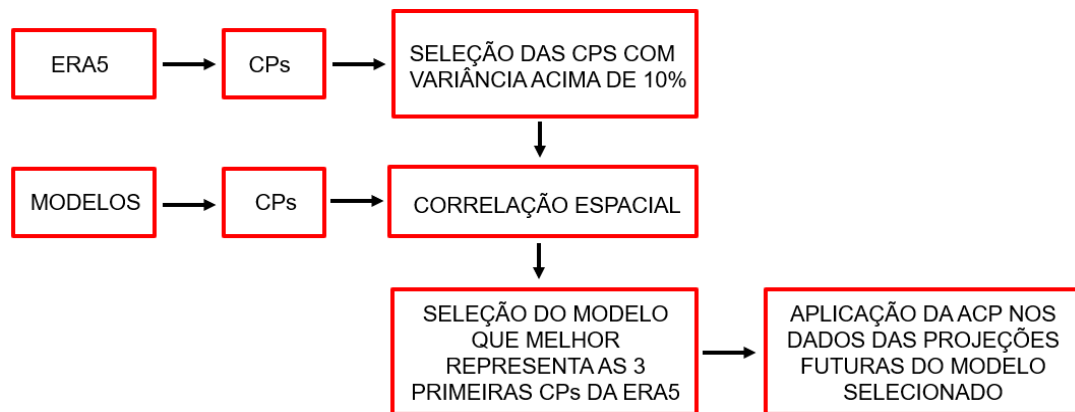 ERA5
CPs
SELEÇÃO DAS CPS COM
VARIÂNCIA ACIMA DE 10%
MODELOS
CPs
CORRELAÇÃO ESPACIAL
SELEÇÃO DO MODELO
QUE MELHOR
REPRESENTA AS 3
PRIMEIRAS CPs DA ERA5
APLICAÇÃO DA ACP NOS
DADOS DAS PROJEÇÕES
FUTURAS DO MODELO
SELECIONADO